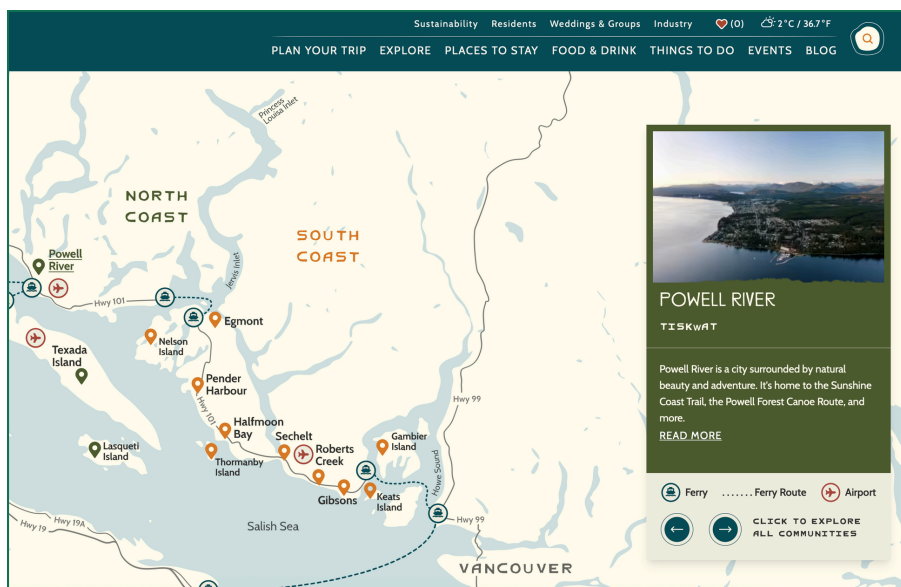 Sustainability Residents Weddings & Groups Industry (0) 2°C / 36.7°F
PLAN YOUR TRIP EXPLORE PLACES TO STAY FOOD & DRINK THINGS TO DO EVENTS BLOG
Princess
Louisa Inlet
NORTH
COAST
SOUTH
COAST
Powell
River
Jervis Inlet
Hwy 101
Egmont
Nelson
Island
Texada
Island
Pender
Harbour
Hwy 101
Hwy 99
Halfmoon
Bay
Sechelt
Roberts
Creek
Gambier
Island
Lasqueti
Island
Thormanby
Island
Howe Sound
Gibsons
Keats
Island
Hwy 19
Hwy 19A
Salish Sea
Hwy 99
VANCOUVER
POWELL RIVER
TISKwAT
Powell River is a city surrounded by natural
beauty and adventure. It's home to the Sunshine
Coast Trail, the Powell Forest Canoe Route, and
more.
READ MORE
Ferry ....... Ferry Route Airport
CLICK TO EXPLORE
ALL COMMUNITIES